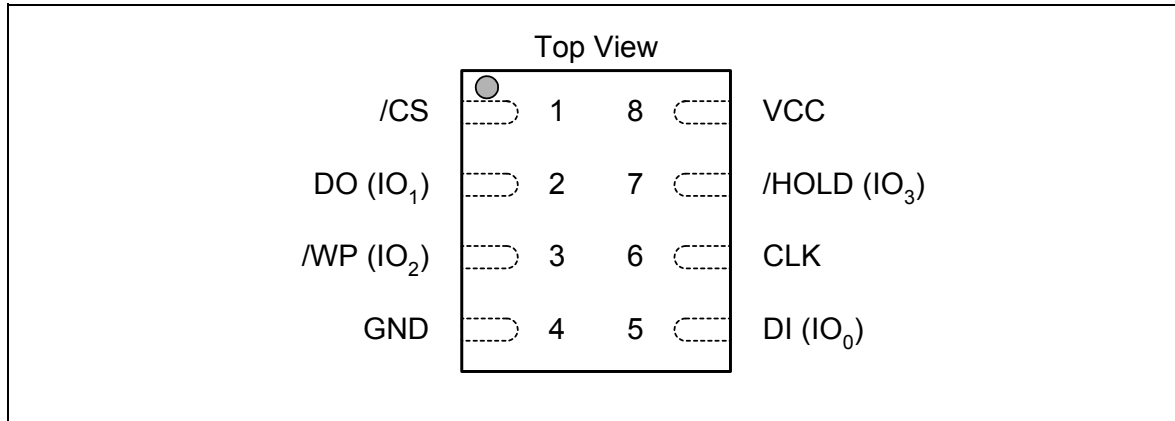 Top View
/CS 1 8 VCC
DO (IO₁) 2 7 /HOLD (IO₃)
/WP (IO₂) 3 6 CLK
GND 4 5 DI (IO₀)